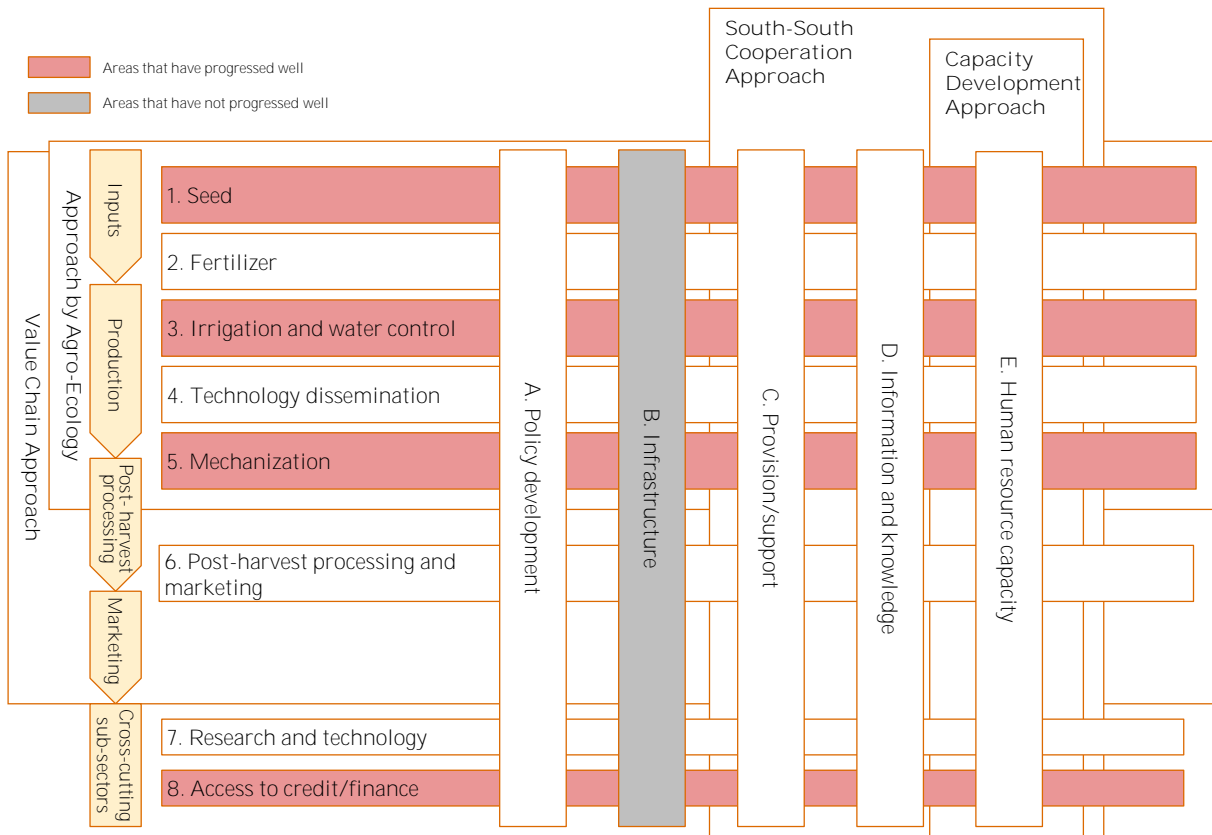 South-South
Cooperation
Approach
Capacity
Development
Approach
Areas that have progressed well
Areas that have not progressed well
Value Chain Approach
Approach by Agro-Ecology
Inputs
Production
Post- harvest
processing
Marketing
Cross-cutting
sub-sectors
1. Seed
2. Fertilizer
3. Irrigation and water control
4. Technology dissemination
5. Mechanization
6. Post-harvest processing and
marketing
7. Research and technology
8. Access to credit/finance
A. Policy development
B. Infrastructure
C. Provision/support
D. Information and knowledge
E. Human resource capacity